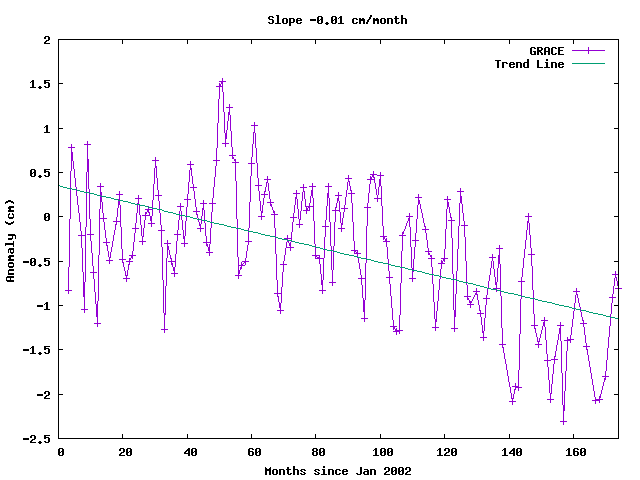 Slope -0.01 cm/month
GRACE
Trend Line
2
1.5
1
0.5
0
-0.5
-1
-1.5
-2
-2.5
Anomaly (cm)
0 20 40 60 80 100 120 140 160
Months since Jan 2002